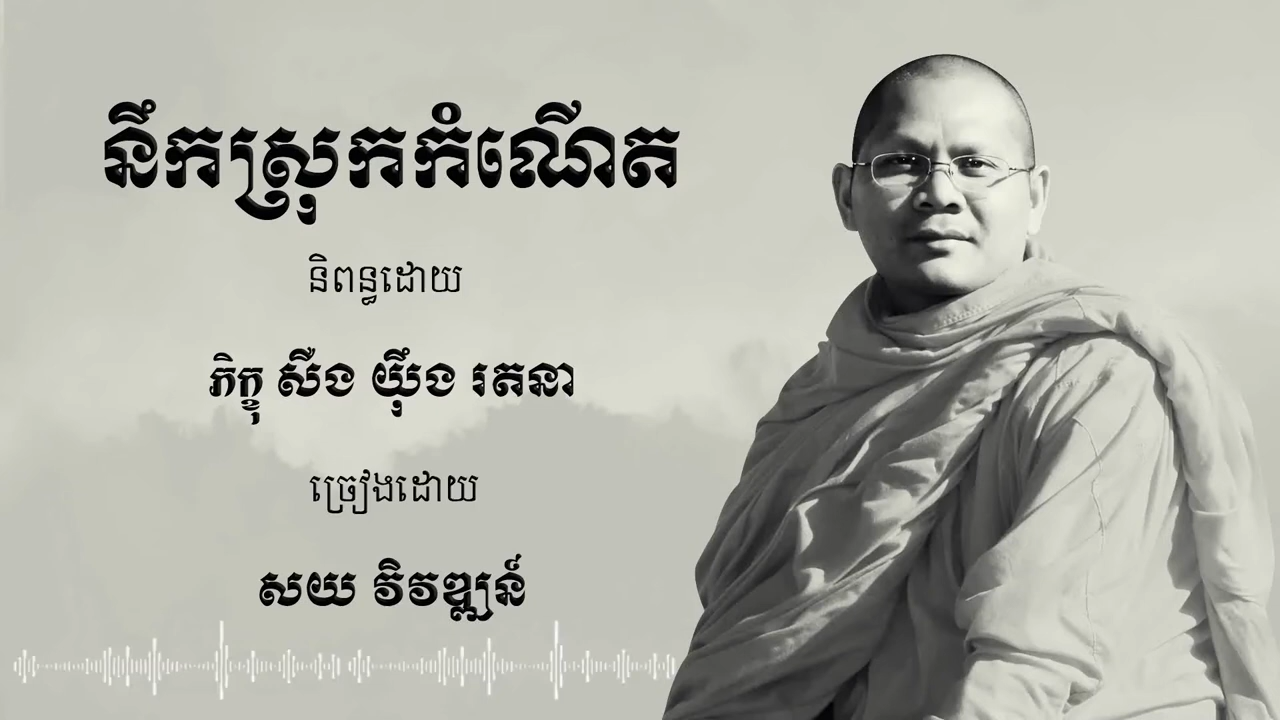 នឹកស្រុកកំណើត
និពន្ធដោយ
ភិក្ខុ សឺង យ៉ឹង រតនា
ច្រៀងដោយ
សយ វិវឌ្ឍន៍